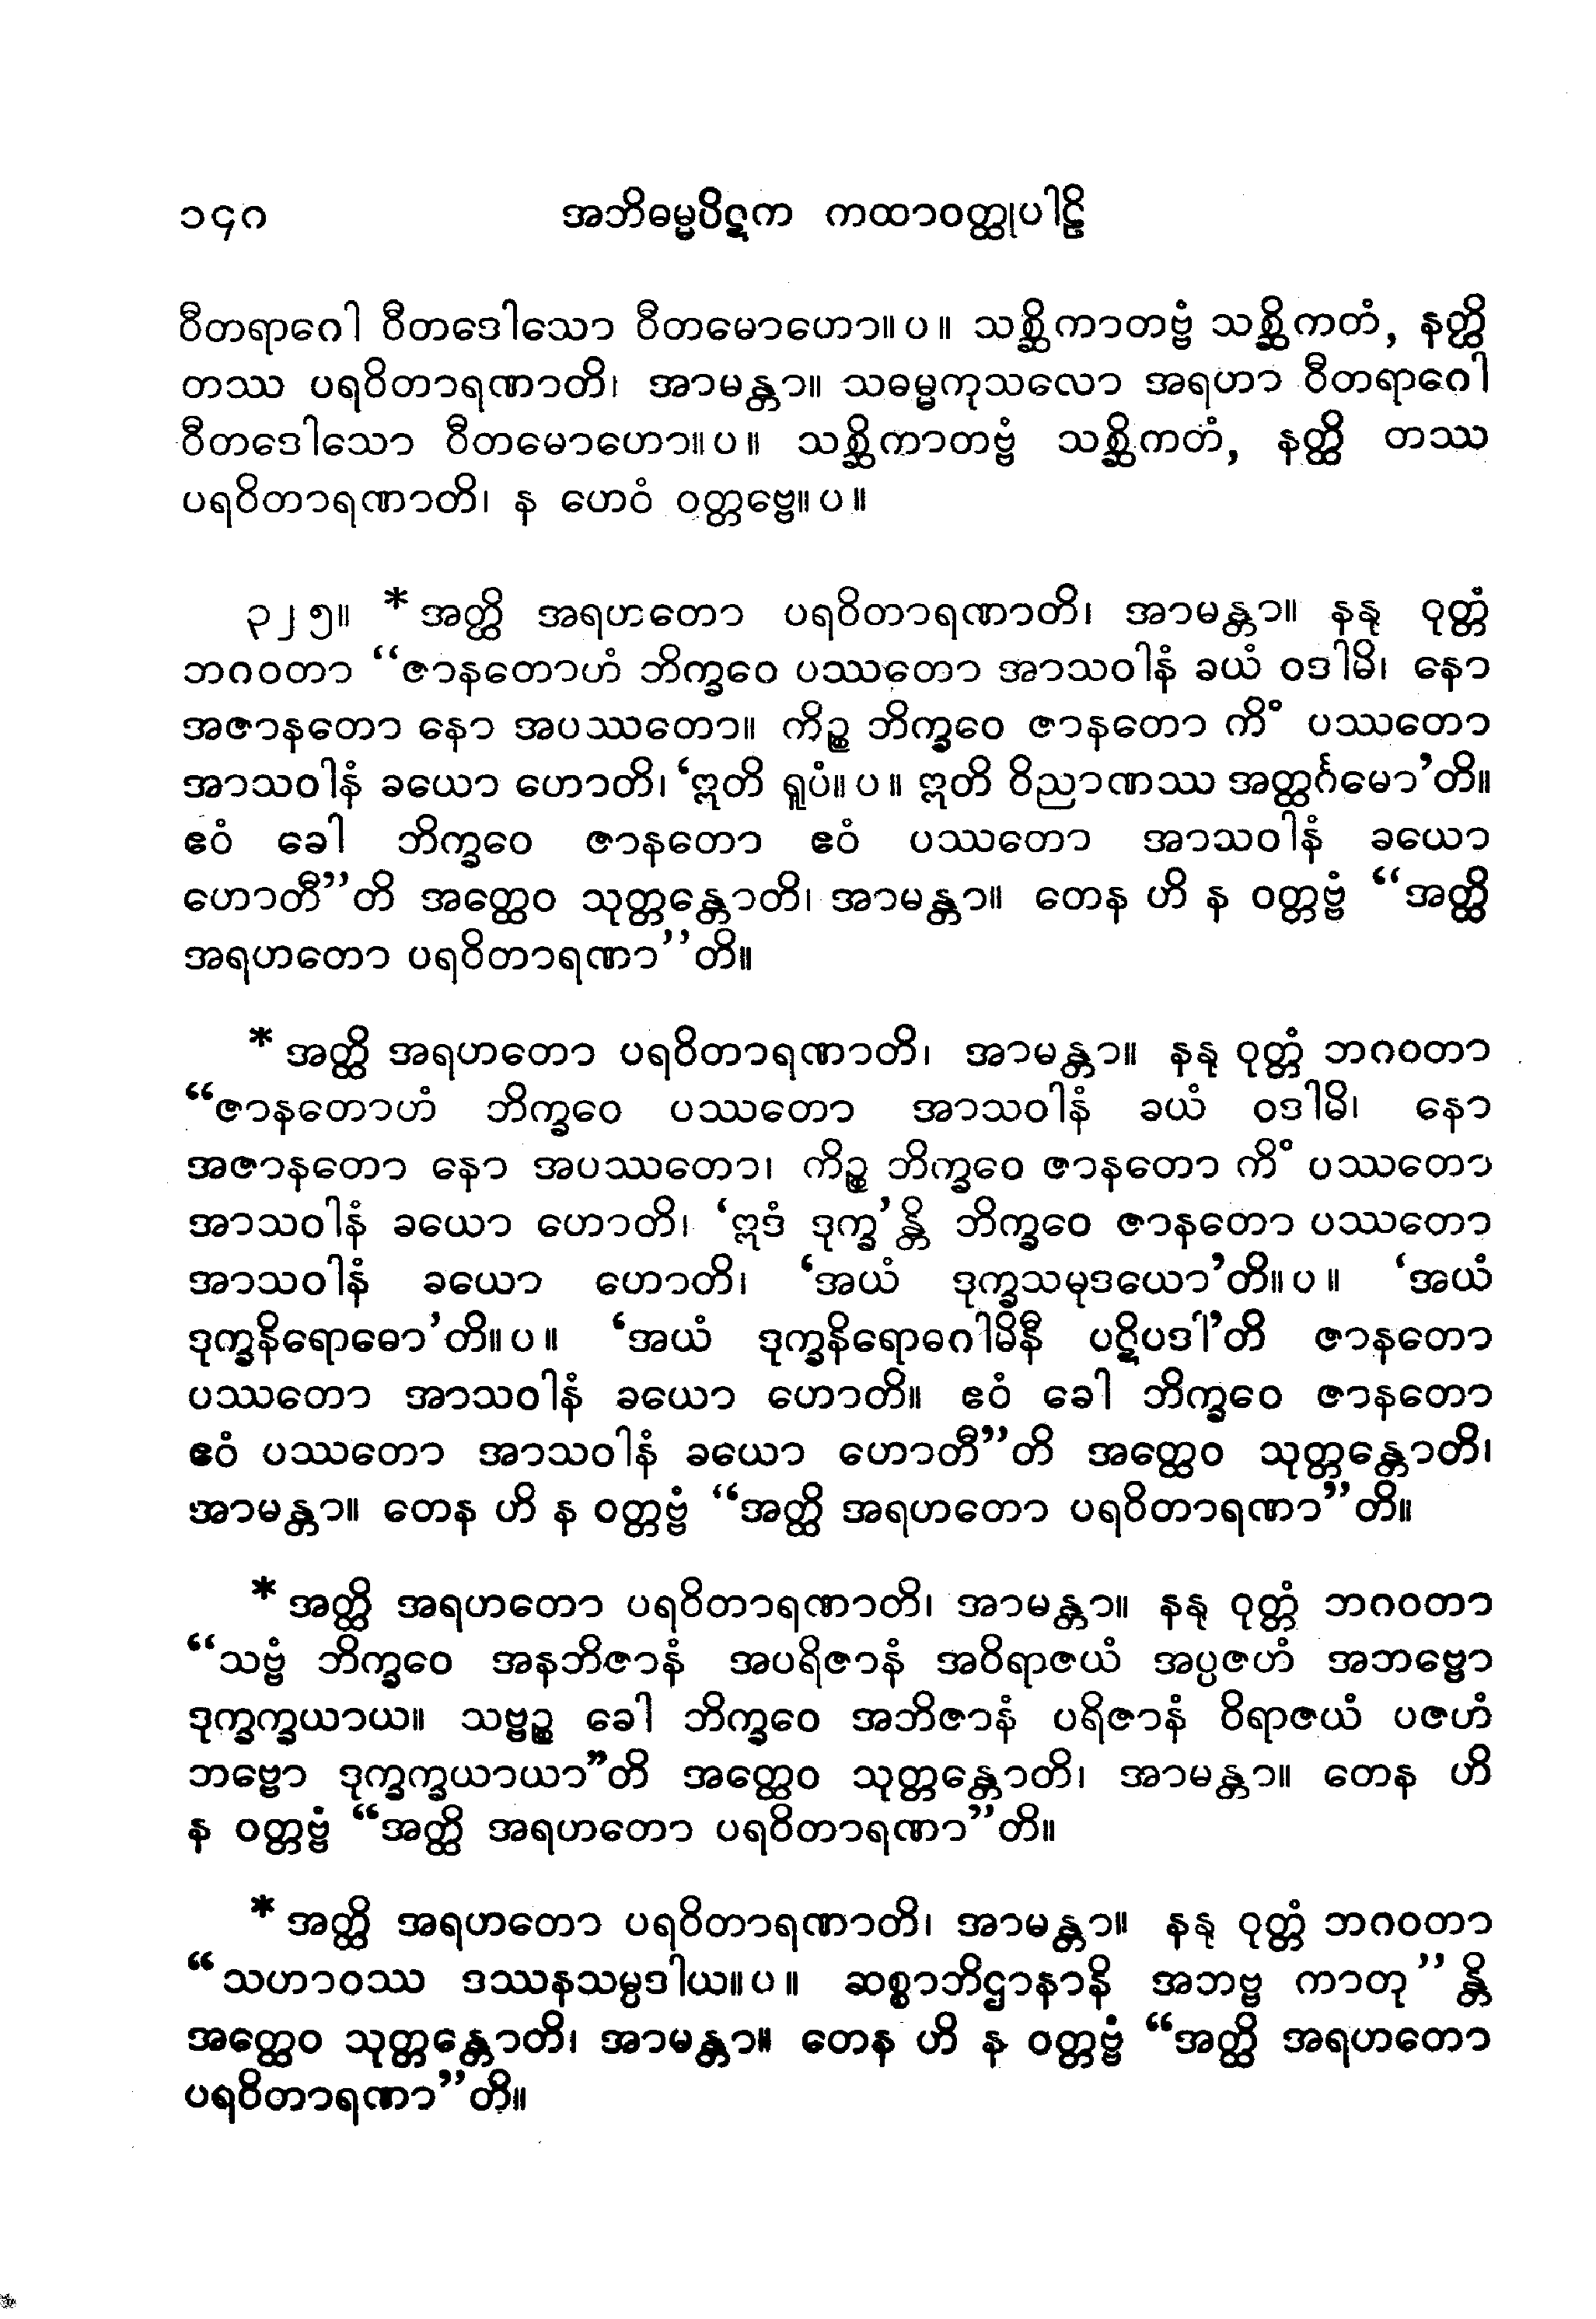 ၁၄၈ အဘိဓမ္မပိဋက ကထာဝတ္ထုပါဠိ
ဝီတရာဂေါ ဝီတဒေါသော ဝီတမောဟော။ ပ ။ သစ္ဆိကာတဗ္ဗံ သစ္ဆိကတံ, နတ္ထိ
တဿ ပရဝိတာရဏာတိ၊ အာမန္တာ။ သဓမ္မကုသလော အရဟာ ဝီတရာဂေါ
ဝီတဒေါသော ဝီတမောဟော။ ပ ။ သစ္ဆိကာတဗ္ဗံ သစ္ဆိကတံ, နတ္ထိ တဿ
ပရဝိတာရဏာတိ၊ န ဟေဝံ ဝတ္တဗ္ဗေ။ ပ ။
၃၂၅။ * အတ္ထိ အရဟတော ပရဝိတာရဏာတိ၊ အာမန္တာ။ နနု ဝုတ္တံ
ဘဂဝတာ “ဇာနတောဟံ ဘိက္ခဝေ ပဿတော အာသဝါနံ ခယံ ဝဒါမိ၊ နော
အဇာနတော နော အပဿတော။ ကိဉ္စ ဘိက္ခဝေ ဇာနတော ကိံ ပဿတော
အာသဝါနံ ခယော ဟောတိ၊ ‘ဣတိ ရူပံ။ ပ ။ ဣတိ ဝိညာဏဿ အတ္ထင်္ဂမော’တိ။
ဧဝံ ခေါ ဘိက္ခဝေ ဇာနတော ဧဝံ ပဿတော အာသဝါနံ ခယော
ဟောတီ”တိ အတ္ထေဝ သုတ္တန္တောတိ၊ အာမန္တာ။ တေန ဟိ န ဝတ္တဗ္ဗံ “အတ္ထိ
အရဟတော ပရဝိတာရဏာ”တိ။
* အတ္ထိ အရဟတော ပရဝိတာရဏာတိ၊ အာမန္တာ။ နနု ဝုတ္တံ ဘဂဝတာ
“ဇာနတောဟံ ဘိက္ခဝေ ပဿတော အာသဝါနံ ခယံ ဝဒါမိ၊ နော
အဇာနတော နော အပဿတော၊ ကိဉ္စ ဘိက္ခဝေ ဇာနတော ကိံ ပဿတော
အာသဝါနံ ခယော ဟောတိ၊ ‘ဣဒံ ဒုက္ခ’န္တိ ဘိက္ခဝေ ဇာနတော ပဿတော
အာသဝါနံ ခယော ဟောတိ၊ ‘အယံ ဒုက္ခသမုဒယော’တိ။ ပ ။ ‘အယံ
ဒုက္ခနိရောဓော’တိ။ ပ ။ ‘အယံ ဒုက္ခနိရောဓဂါမိနီ ပဋိပဒါ’တိ ဇာနတော
ပဿတော အာသဝါနံ ခယော ဟောတိ။ ဧဝံ ခေါ ဘိက္ခဝေ ဇာနတော
ဧဝံ ပဿတော အာသဝါနံ ခယော ဟောတီ”တိ အတ္ထေဝ သုတ္တန္တောတိ၊
အာမန္တာ။ တေန ဟိ န ဝတ္တဗ္ဗံ “အတ္ထိ အရဟတော ပရဝိတာရဏာ”တိ။
* အတ္ထိ အရဟတော ပရဝိတာရဏာတိ၊ အာမန္တာ။ နနု ဝုတ္တံ ဘဂဝတာ
“သဗ္ဗံ ဘိက္ခဝေ အနဘိဇာနံ အပရိဇာနံ အဝိရာဇယံ အပ္ပဇဟံ အဘဗ္ဗော
ဒုက္ခက္ခယာယ။ သဗ္ဗဉ္စ ခေါ ဘိက္ခဝေ အဘိဇာနံ ပရိဇာနံ ဝိရာဇယံ ပဇဟံ
ဘဗ္ဗော ဒုက္ခက္ခယာယာ”တိ အတ္ထေဝ သုတ္တန္တောတိ၊ အာမန္တာ။ တေန ဟိ
န ဝတ္တဗ္ဗံ “အတ္ထိ အရဟတော ပရဝိတာရဏာ”တိ။
* အတ္ထိ အရဟတော ပရဝိတာရဏာတိ၊ အာမန္တာ။ နနု ဝုတ္တံ ဘဂဝတာ
“သဟာဝဿ ဒဿနသမ္ပဒါယ။ ပ ။ ဆစ္စာဘိဌာနာနိ အဘဗ္ဗ ကာတု”န္တိ
အတ္ထေဝ သုတ္တန္တောတိ၊ အာမန္တာ။ တေန ဟိ န ဝတ္တဗ္ဗံ “အတ္ထိ အရဟတော
ပရဝိတာရဏာ”တိ။